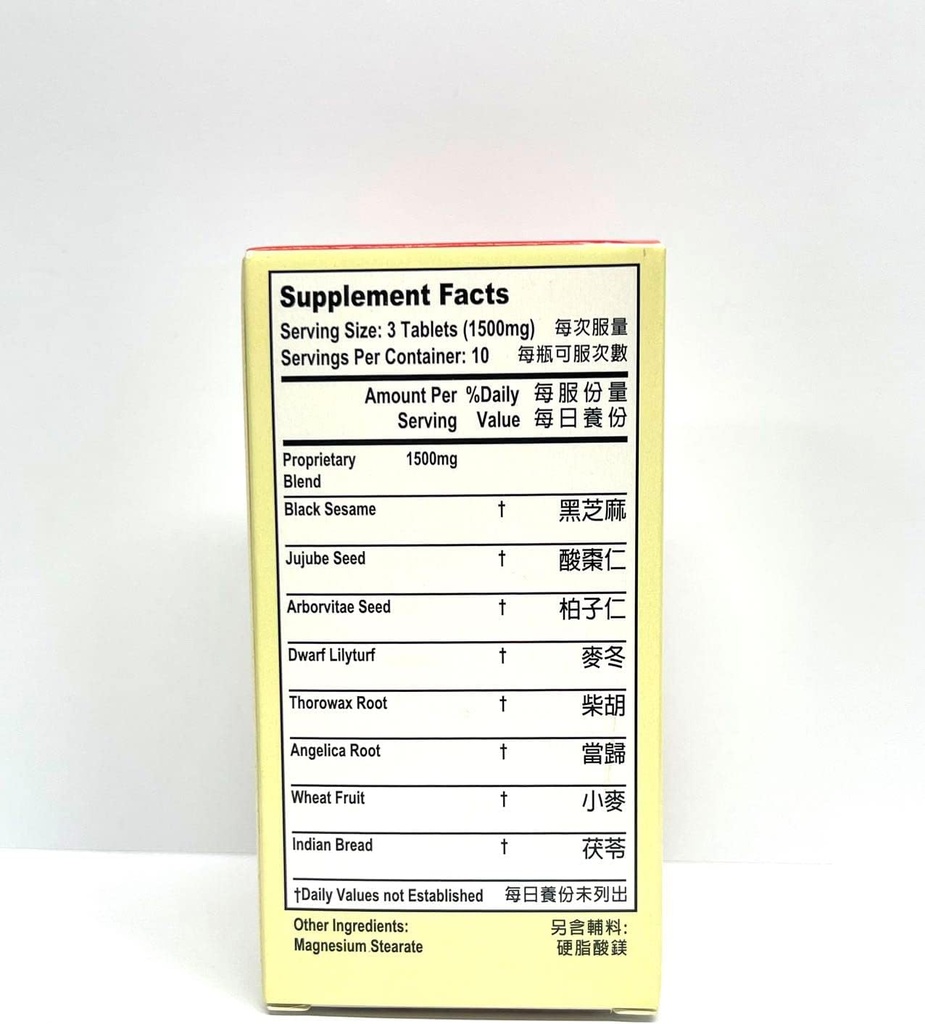 Supplement Facts
Serving Size: 3 Tablets (1500mg) 每次服量
Servings Per Container: 10 每瓶可服次數
Amount Per %Daily 每服份量
Serving Value 每日養份
Proprietary 1500mg
Blend
Black Sesame † 黑芝麻
Jujube Seed † 酸棗仁
Arborvitae Seed † 柏子仁
Dwarf Lilyturf † 麥冬
Thorowax Root † 柴胡
Angelica Root † 當歸
Wheat Fruit † 小麥
Indian Bread † 茯苓
†Daily Values not Established 每日養份未列出
Other Ingredients: 另含輔料:
Magnesium Stearate 硬脂酸鎂